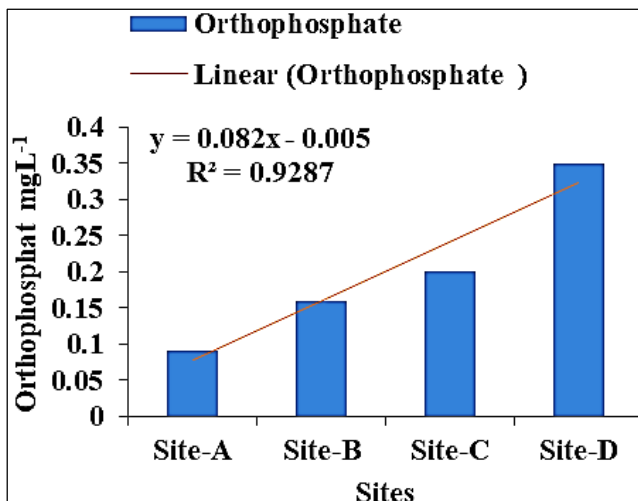 Orthophosphate
Linear (Orthophosphate )
y = 0.082x - 0.005
R² = 0.9287
Orthophosphat mgL⁻¹
0.4
0.35
0.3
0.25
0.2
0.15
0.1
0.05
0
Site-A Site-B Site-C Site-D
Sites